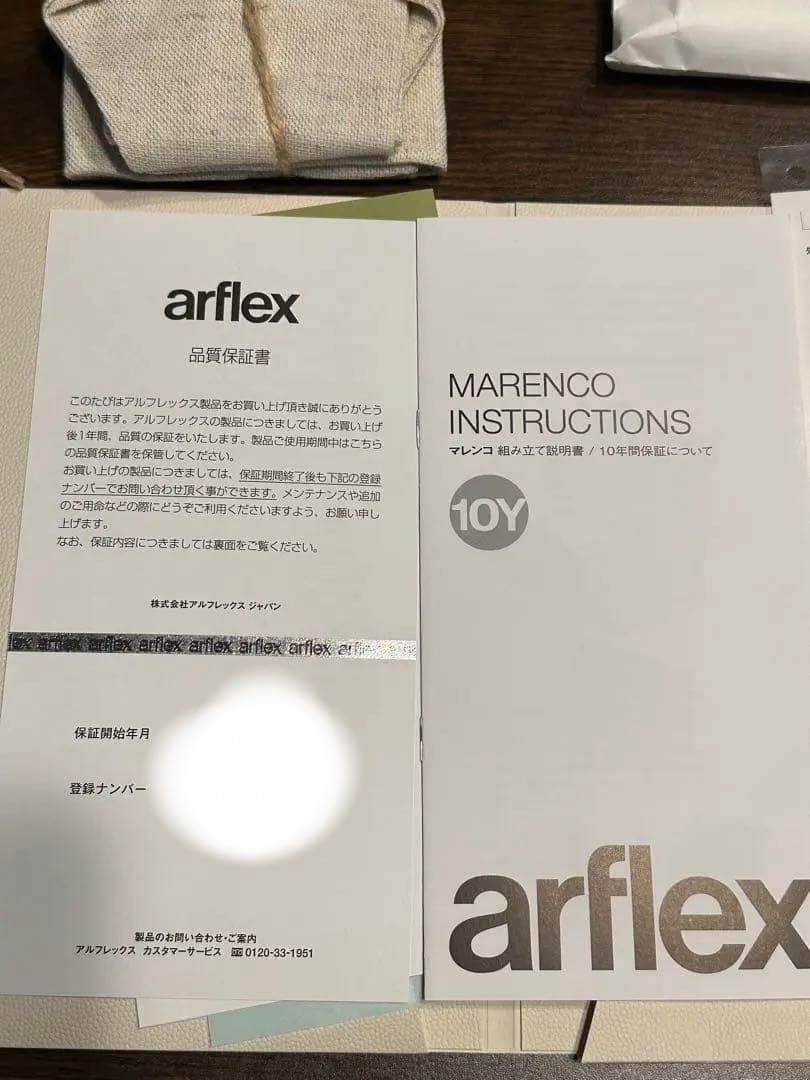 arflex
品質保証書
このたびはアルフレックス製品をお買い上げ頂き誠にありがとう
ございます。アルフレックスの製品につきましては、お買い上げ
後1年間、品質の保証をいたします。製品ご使用期間中はこちら
の品質保証書を保管してください。
お買い上げの製品につきましては、保証期間終了後も下記の登録
ナンバーでお問い合わせ頂く事ができます。メンテナンスや追加
のご用命などの際にどうぞご利用くださいますよう、お願い申し
上げます。
なお、保証内容につきましては裏面をご覧ください。
株式会社アルフレックス ジャパン
lex arflex arflex arflex arflex arflex arflex arfle
保証開始年月
登録ナンバー
製品のお問い合わせ・ご案内
アルフレックス カスタマーサービス 0120-33-1951
MARENCO
INSTRUCTIONS
マレンコ 組み立て説明書 / 10年間保証について
10Y
arflex